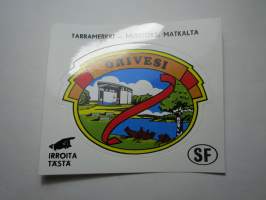 TARRAMERKKI – MUISTOKSI MATKALTA
ORIVESI
IRROITA
TÄSTÄ
SF